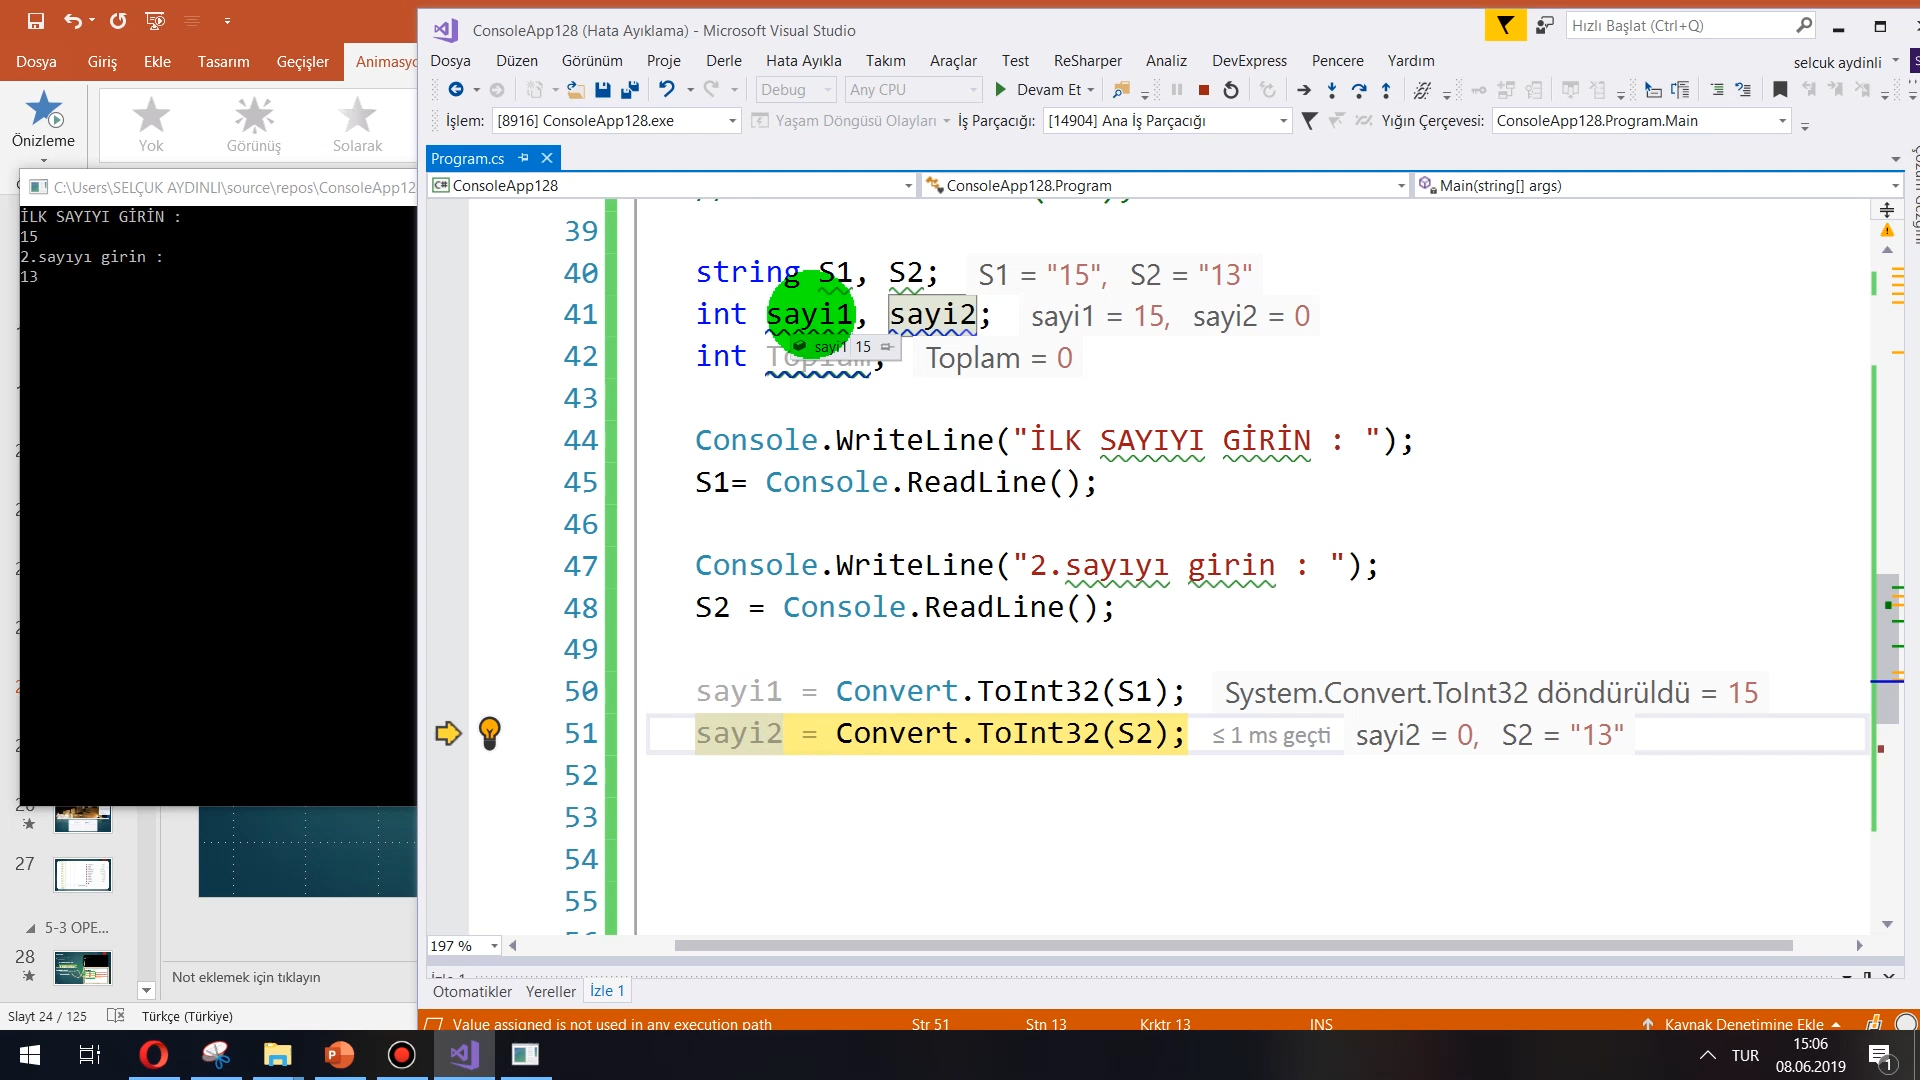 ConsoleApp128 (Hata Ayıklama) - Microsoft Visual Studio
Hızlı Başlat (Ctrl+Q)
Dosya Giriş Ekle Tasarım Geçişler Animasyo
Dosya Düzen Görünüm Proje Derle Hata Ayıkla Takım Araçlar Test ReSharper Analiz DevExpress Pencere Yardım
selcuk aydinli
Debug Any CPU Devam Et
İşlem: [8916] ConsoleApp128.exe Yaşam Döngüsü Olayları İş Parçacığı: [14904] Ana İş Parçacığı Yığın Çerçevesi: ConsoleApp128.Program.Main
Önizleme
Yok Görünüş Solarak
Program.cs
ConsoleApp128 ConsoleApp128.Program Main(string[] args)
C:\Users\SELÇUK AYDINLI\source\repos\ConsoleApp12
İLK SAYIYI GİRİN :
15
2.sayıyı girin :
13
39
40 string S1, S2; S1 = "15", S2 = "13"
41 int sayi1, sayi2; sayi1 = 15, sayi2 = 0
sayi1 15
42 int Toplam; Toplam = 0
43
44 Console.WriteLine("İLK SAYIYI GİRİN : ");
45 S1= Console.ReadLine();
46
47 Console.WriteLine("2.sayıyı girin : ");
48 S2 = Console.ReadLine();
49
50 sayi1 = Convert.ToInt32(S1); System.Convert.ToInt32 döndürüldü = 15
51 sayi2 = Convert.ToInt32(S2); ≤ 1 ms geçti sayi2 = 0, S2 = "13"
52
53
54
55
197 %
27
5-3 OPE...
28
Not eklemek için tıklayın
Otomatikler Yereller İzle 1
Slayt 24 / 125 Türkçe (Türkiye)
Value assigned is not used in any execution path Str 51 Stn 13 Krktr 13 INS Kaynak Denetimine Ekle
TUR
15:06
08.06.2019
1